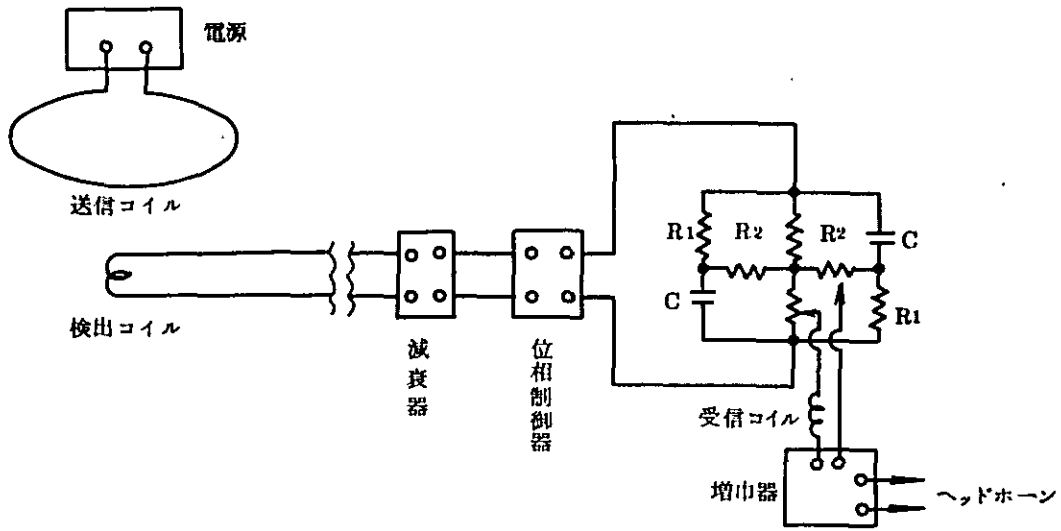 電源
送信コイル
R1
R2
R2
C
C
R1
検出コイル
減衰器
位相制御器
受信コイル
増巾器
ヘッドホーン